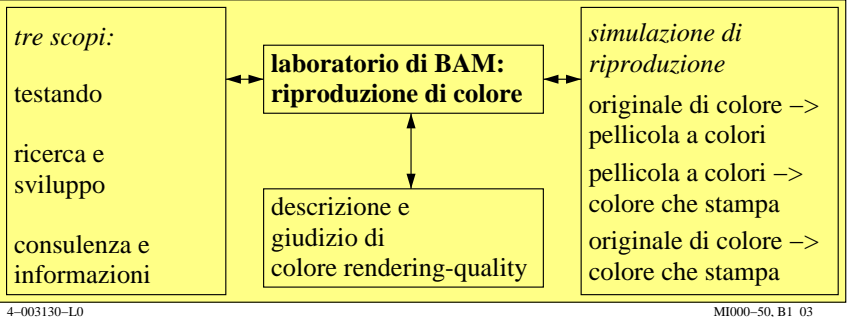 tre scopi:
testando
ricerca e
sviluppo
consulenza e
informazioni
laboratorio di BAM:
riproduzione di colore
descrizione e
giudizio di
colore rendering-quality
simulazione di
riproduzione
originale di colore −>
pellicola a colori
pellicola a colori −>
colore che stampa
originale di colore −>
colore che stampa
4−003130−L0
MI000−50, B1_03